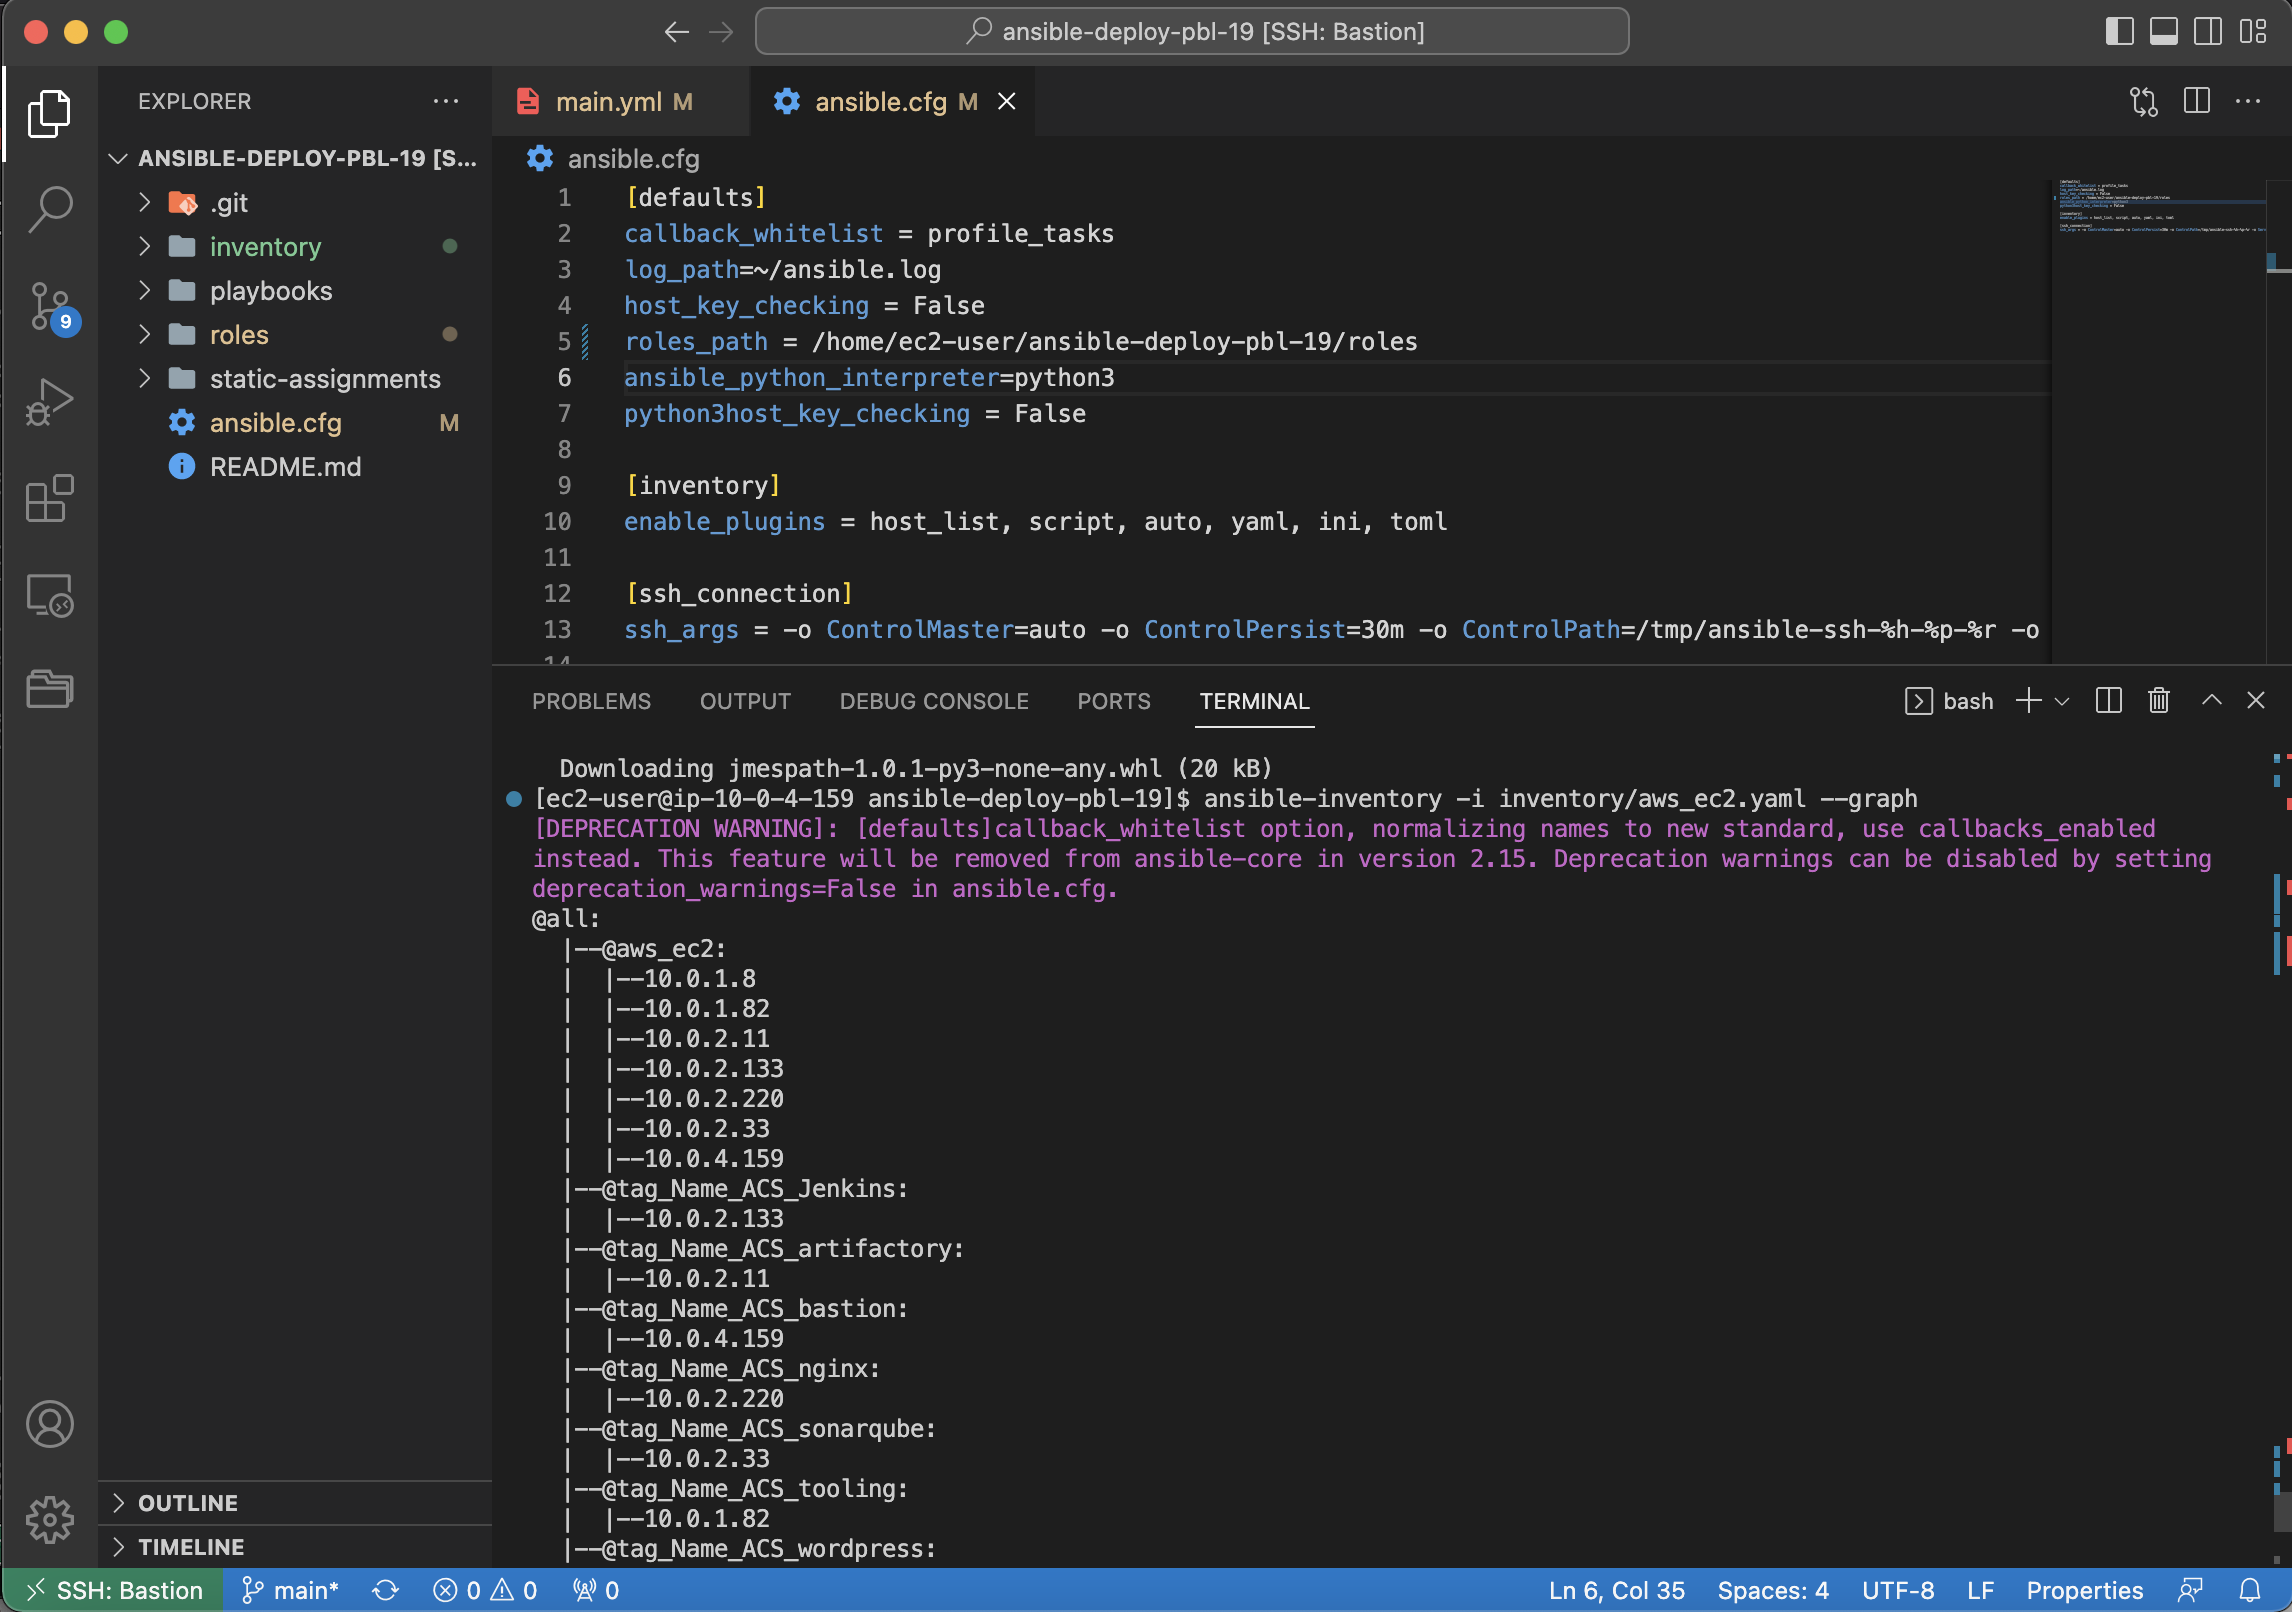 ansible-deploy-pbl-19 [SSH: Bastion]
EXPLORER
ANSIBLE-DEPLOY-PBL-19 [S...
.git
inventory
playbooks
roles
static-assignments
ansible.cfg M
README.md
OUTLINE
TIMELINE
9
main.yml M
ansible.cfg M
ansible.cfg
1 [defaults]
2 callback_whitelist = profile_tasks
3 log_path=~/ansible.log
4 host_key_checking = False
5 roles_path = /home/ec2-user/ansible-deploy-pbl-19/roles
6 ansible_python_interpreter=python3
7 python3host_key_checking = False
8
9 [inventory]
10 enable_plugins = host_list, script, auto, yaml, ini, toml
11
12 [ssh_connection]
13 ssh_args = -o ControlMaster=auto -o ControlPersist=30m -o ControlPath=/tmp/ansible-ssh-%h-%p-%r -o
14
PROBLEMS OUTPUT DEBUG CONSOLE PORTS TERMINAL
bash
Downloading jmespath-1.0.1-py3-none-any.whl (20 kB)
[ec2-user@ip-10-0-4-159 ansible-deploy-pbl-19]$ ansible-inventory -i inventory/aws_ec2.yaml --graph
[DEPRECATION WARNING]: [defaults]callback_whitelist option, normalizing names to new standard, use callbacks_enabled
instead. This feature will be removed from ansible-core in version 2.15. Deprecation warnings can be disabled by setting
deprecation_warnings=False in ansible.cfg.
@all:
|--@aws_ec2:
| |--10.0.1.8
| |--10.0.1.82
| |--10.0.2.11
| |--10.0.2.133
| |--10.0.2.220
| |--10.0.2.33
| |--10.0.4.159
|--@tag_Name_ACS_Jenkins:
| |--10.0.2.133
|--@tag_Name_ACS_artifactory:
| |--10.0.2.11
|--@tag_Name_ACS_bastion:
| |--10.0.4.159
|--@tag_Name_ACS_nginx:
| |--10.0.2.220
|--@tag_Name_ACS_sonarqube:
| |--10.0.2.33
|--@tag_Name_ACS_tooling:
| |--10.0.1.82
|--@tag_Name_ACS_wordpress:
SSH: Bastion main* 0 0 0 Ln 6, Col 35 Spaces: 4 UTF-8 LF Properties